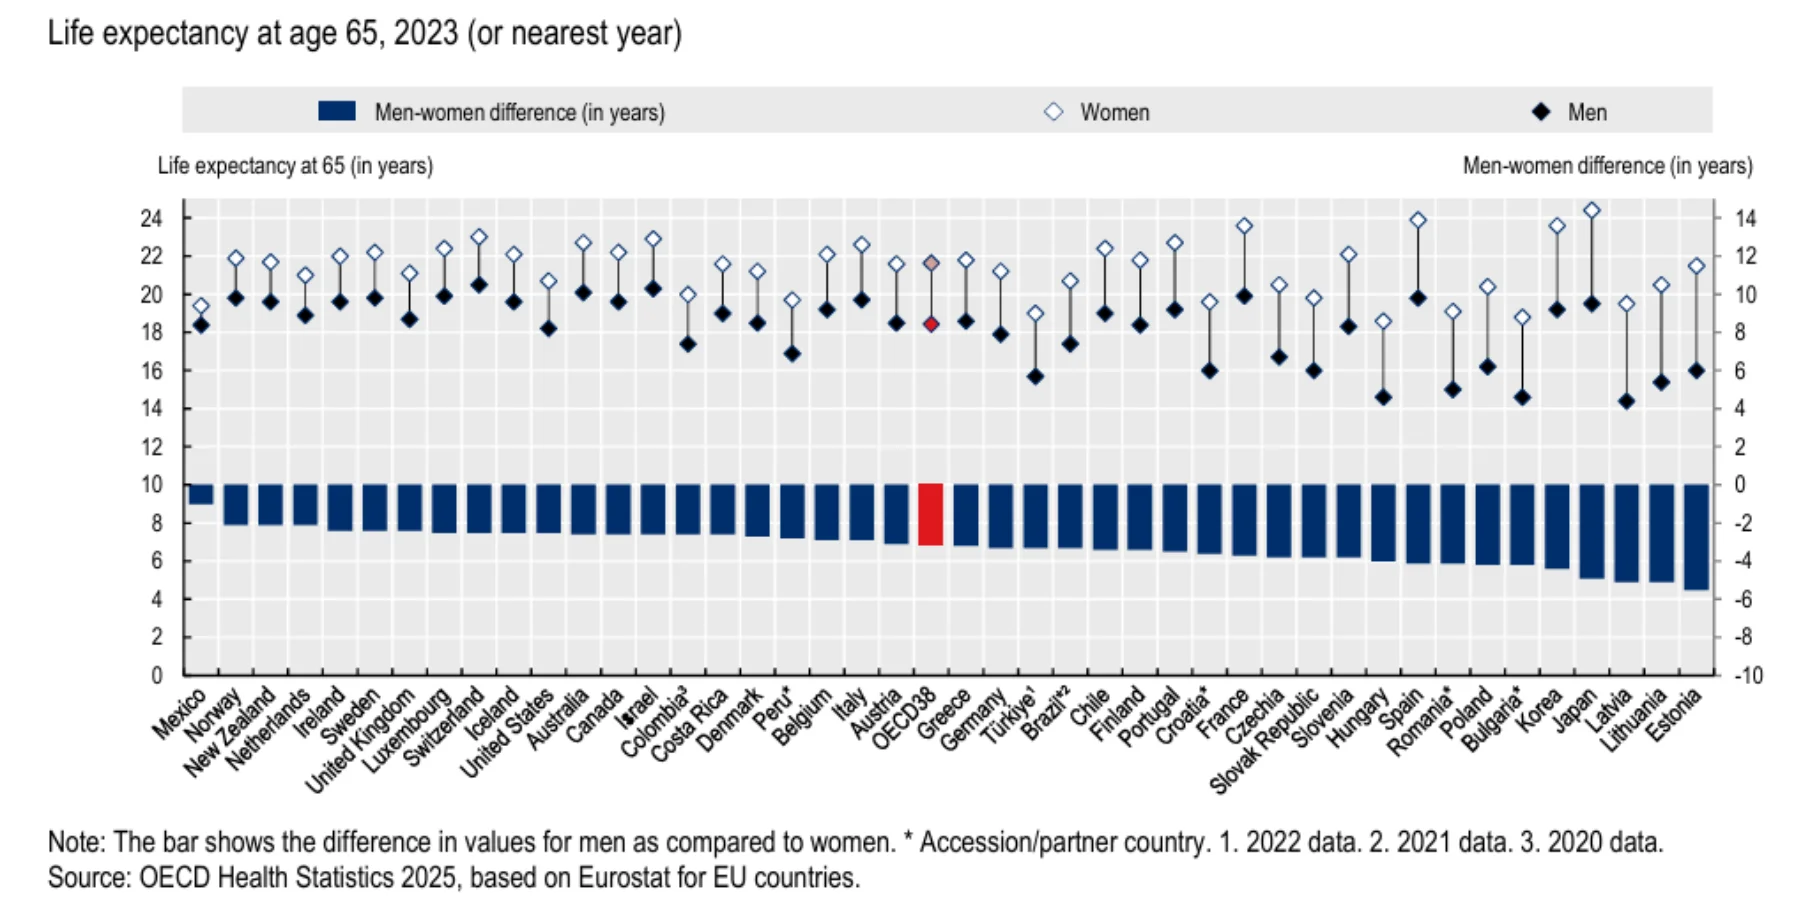 Life expectancy at age 65, 2023 (or nearest year)
Men-women difference (in years)
Women
Men
Life expectancy at 65 (in years)
Men-women difference (in years)
24
22
20
18
16
14
12
10
8
6
4
2
0
14
12
10
8
6
4
2
0
-2
-4
-6
-8
-10
Mexico
Norway
New Zealand
Netherlands
Ireland
Sweden
United Kingdom
Luxembourg
Switzerland
Iceland
United States
Australia
Canada
Israel
Colombia³
Costa Rica
Denmark
Peru*
Belgium
Italy
Austria
OECD38
Greece
Germany
Türkiye¹
Brazil*²
Chile
Finland
Portugal
Croatia*
France
Czechia
Slovak Republic
Slovenia
Hungary
Spain
Romania*
Poland
Bulgaria*
Korea
Japan
Latvia
Lithuania
Estonia
Note: The bar shows the difference in values for men as compared to women. * Accession/partner country. 1. 2022 data. 2. 2021 data. 3. 2020 data.
Source: OECD Health Statistics 2025, based on Eurostat for EU countries.